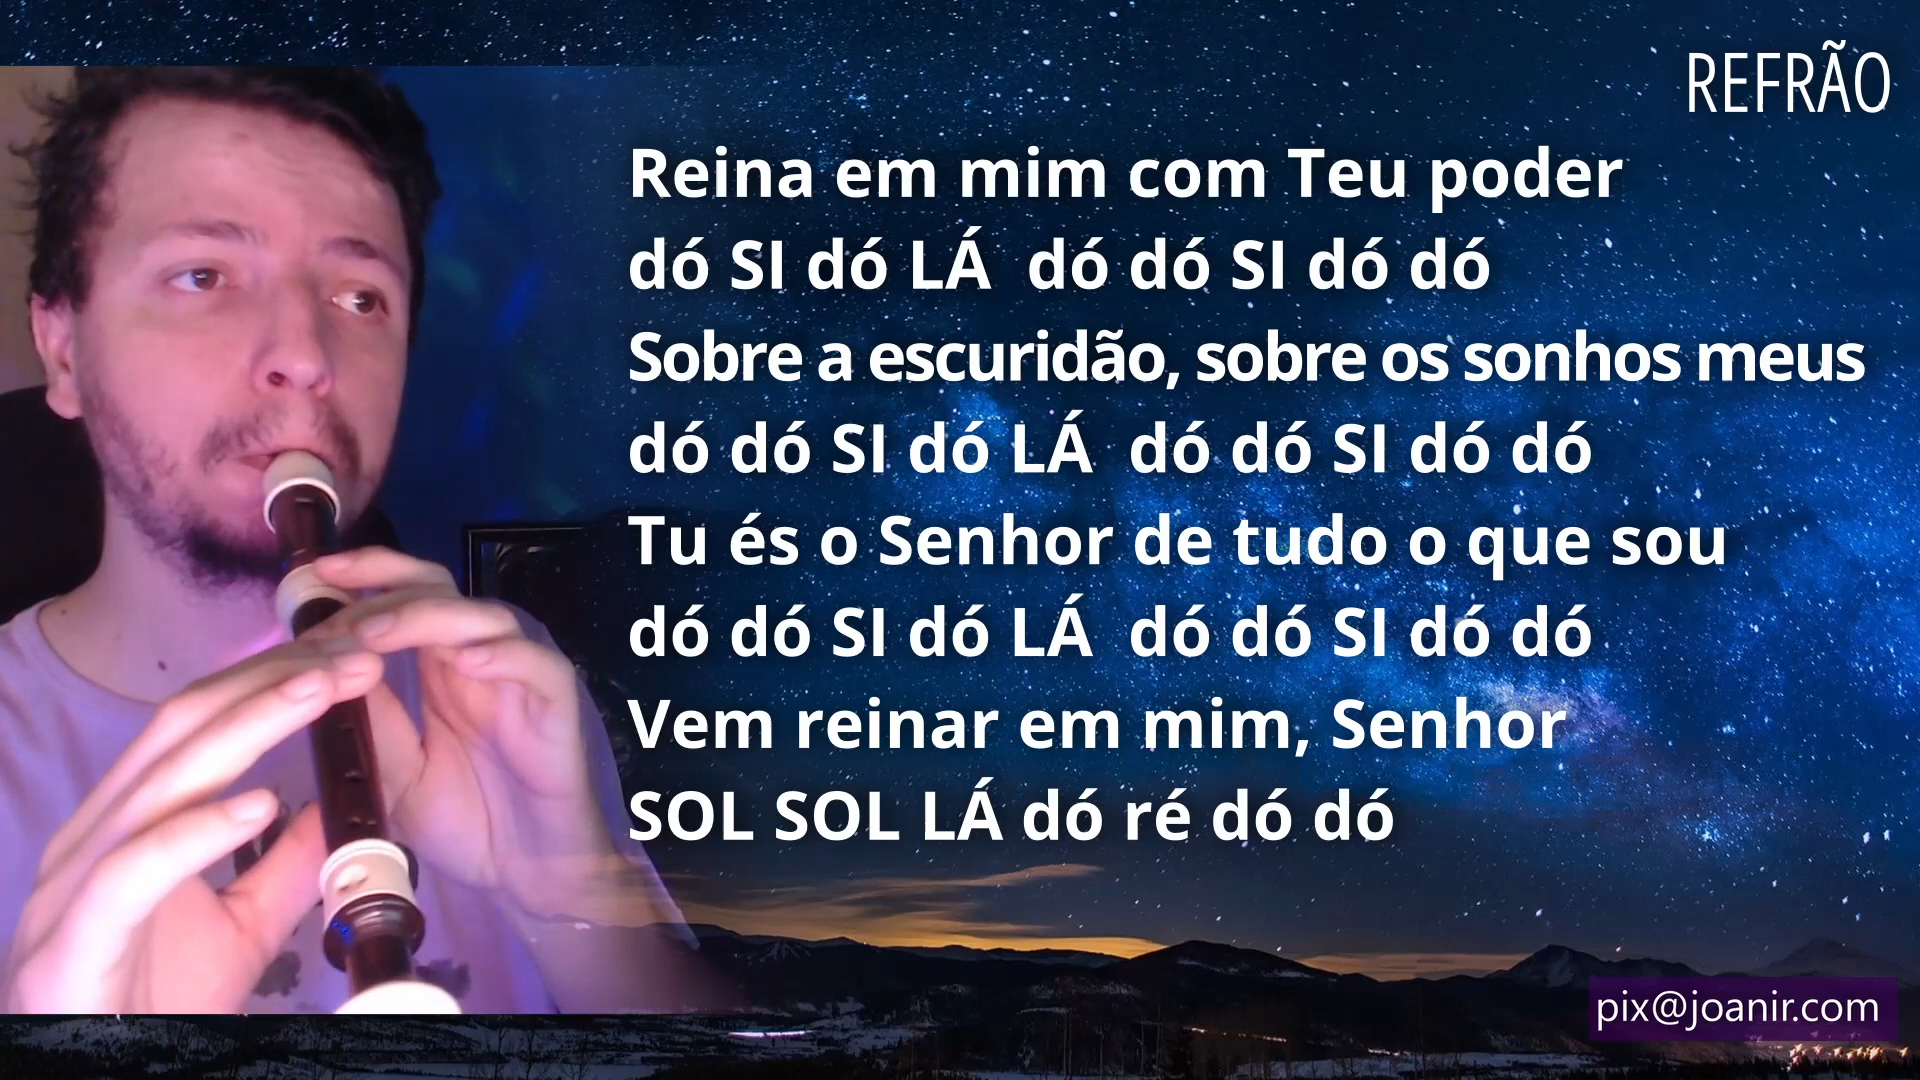 REFRÃO
Reina em mim com Teu poder
dó SI dó LÁ  dó dó SI dó dó
Sobre a escuridão, sobre os sonhos meus
dó dó SI dó LÁ  dó dó SI dó dó
Tu és o Senhor de tudo o que sou
dó dó SI dó LÁ  dó dó SI dó dó
Vem reinar em mim, Senhor
SOL SOL LÁ dó ré dó dó
pix@joanir.com